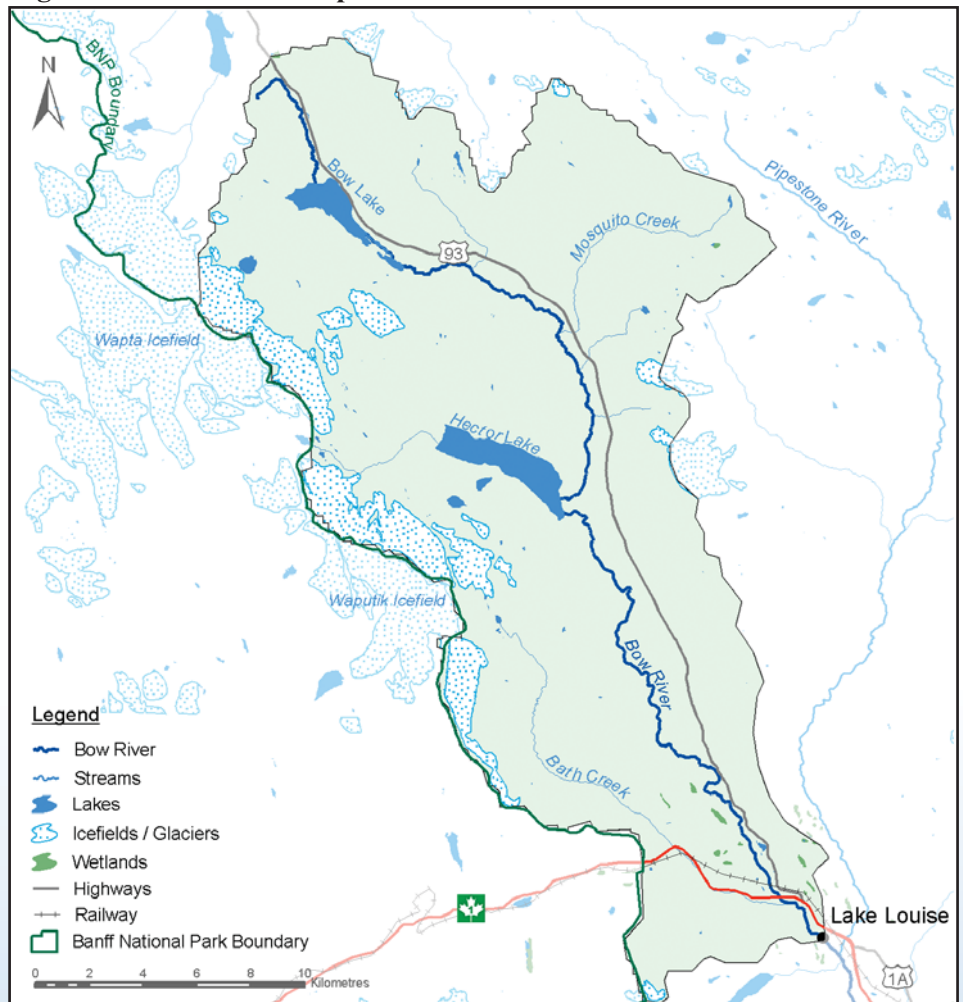 N
BNP Boundary
Bow Lake
Pipestone River
Mosquito Creek
93
Wapta Icefield
Hector Lake
Waputik Icefield
Bow River
Bath Creek
Legend
Bow River
Streams
Lakes
Icefields / Glaciers
Wetlands
Highways
Railway
Banff National Park Boundary
0 2 4 6 8 10
Kilometres
1
Lake Louise
1A